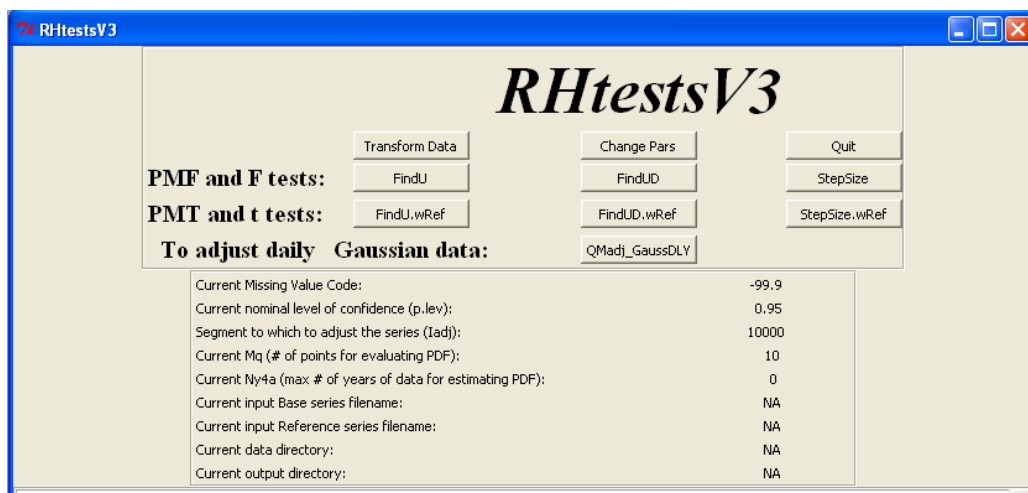 RHtestsV3
RHtestsV3
Transform Data Change Pars Quit
PMF and F tests: FindU FindUD StepSize
PMT and t tests: FindU.wRef FindUD.wRef StepSize.wRef
To adjust daily Gaussian data: QMadj_GaussDLY
Current Missing Value Code: -99.9
Current nominal level of confidence (p.lev): 0.95
Segment to which to adjust the series (Iadj): 10000
Current Mq (# of points for evaluating PDF): 10
Current Ny4a (max # of years of data for estimating PDF): 0
Current input Base series filename: NA
Current input Reference series filename: NA
Current data directory: NA
Current output directory: NA